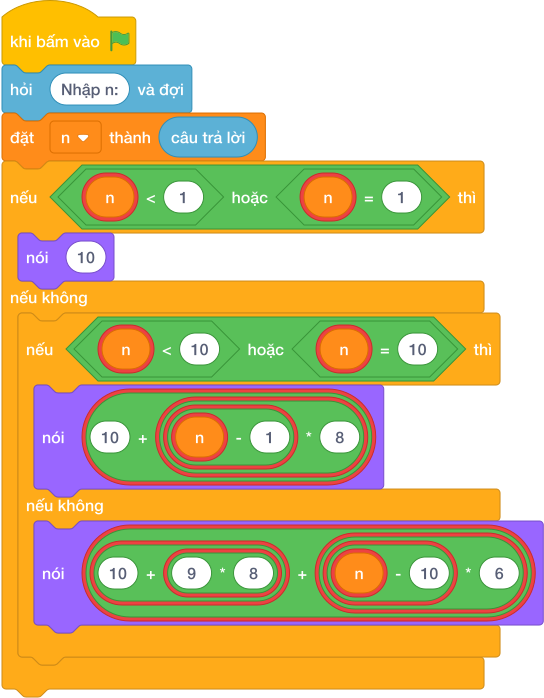 khi bấm vào
hỏi Nhập n: và đợi
đặt n thành câu trả lời
nếu n < 1 hoặc n = 1 thì
nói 10
nếu không
nếu n < 10 hoặc n = 10 thì
nói 10 + n - 1 * 8
nếu không
nói 10 + 9 * 8 + n - 10 * 6